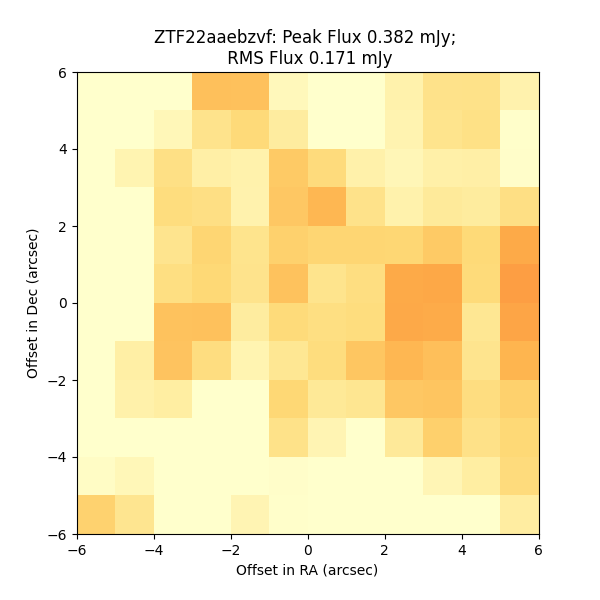 ZTF22aaebzvf: Peak Flux 0.382 mJy;
RMS Flux 0.171 mJy
6
4
2
0
−2
−4
−6
Offset in Dec (arcsec)
−6 −4 −2 0 2 4 6
Offset in RA (arcsec)